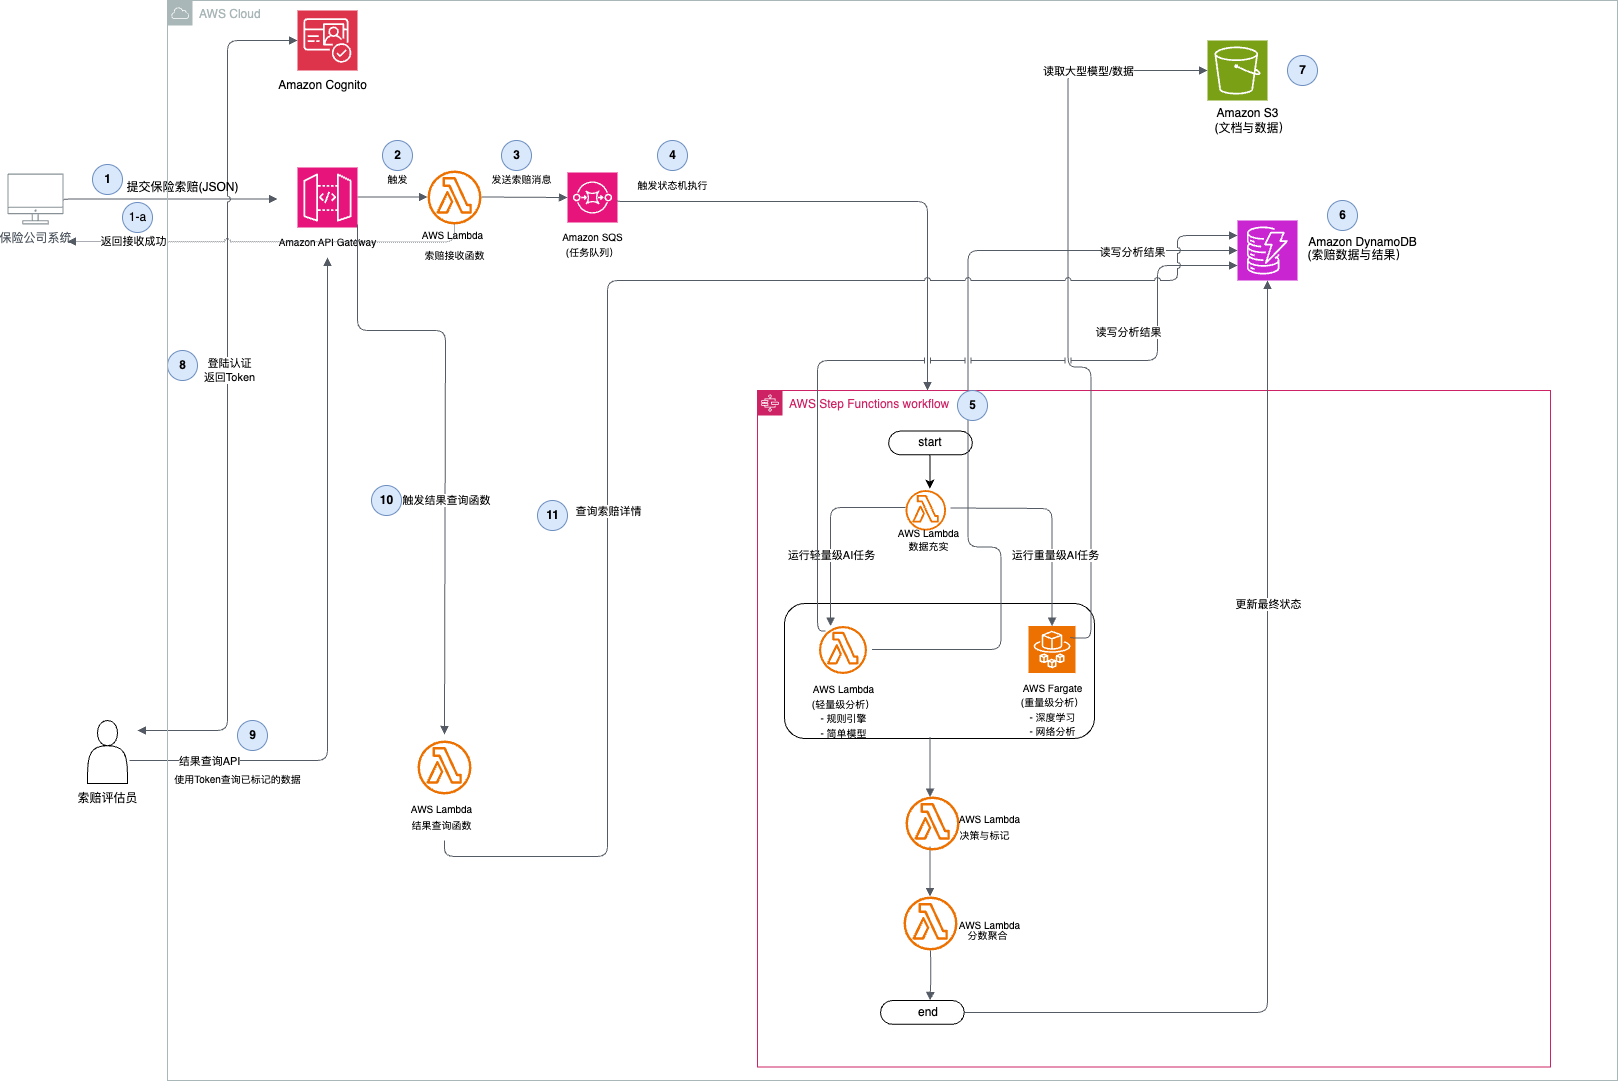 AWS Cloud
Amazon Cognito
读取大型模型/数据
7
Amazon S3
(文档与数据)
1
提交保险索赔(JSON)
2
触发
3
发送索赔消息
4
触发状态机执行
1-a
返回接收成功
保险公司系统
Amazon API Gateway
AWS Lambda
索赔接收函数
Amazon SQS
(任务队列)
6
Amazon DynamoDB
(索赔数据与结果)
读写分析结果
读写分析结果
8
登陆认证
返回Token
AWS Step Functions workflow
5
start
AWS Lambda
数据充实
运行轻量级AI任务
运行重量级AI任务
10
触发结果查询函数
11
查询索赔详情
更新最终状态
AWS Lambda
(轻量级分析)
- 规则引擎
- 简单模型
AWS Fargate
(重量级分析)
- 深度学习
- 网络分析
9
结果查询API
使用Token查询已标记的数据
索赔评估员
AWS Lambda
结果查询函数
AWS Lambda
决策与标记
AWS Lambda
分数聚合
end